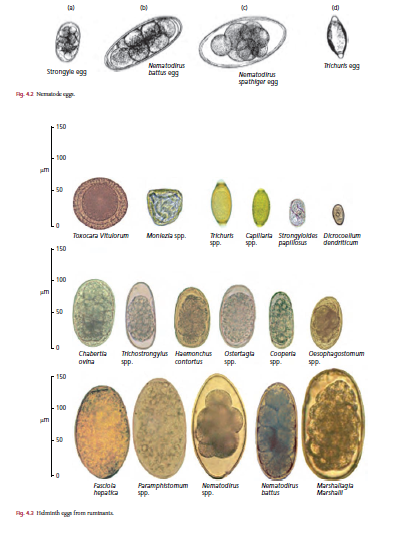 (a)
(b)
(c)
(d)
Strongyle egg
Nematodirus
battus egg
Nematodirus
spathiger egg
Trichuris egg
Fig. 4.2 Nematode eggs.
150
100
μm
50
0
Toxocara Vitulorum
Moniezia spp.
Trichuris
spp.
Capillaria
spp.
Strongyloides
papillosus
Dicrocoelium
dendriticum
150
100
μm
50
0
Chabertia
ovina
Trichostrongylus
spp.
Haemonchus
contortus
Ostertagia
spp.
Cooperia
spp.
Oesophagostomum
spp.
150
100
μm
50
0
Fasciola
hepatica
Paramphistomum
spp.
Nematodirus
spp.
Nematodirus
battus
Marshallagia
Marshalli
Fig. 4.3 Helminth eggs from ruminants.